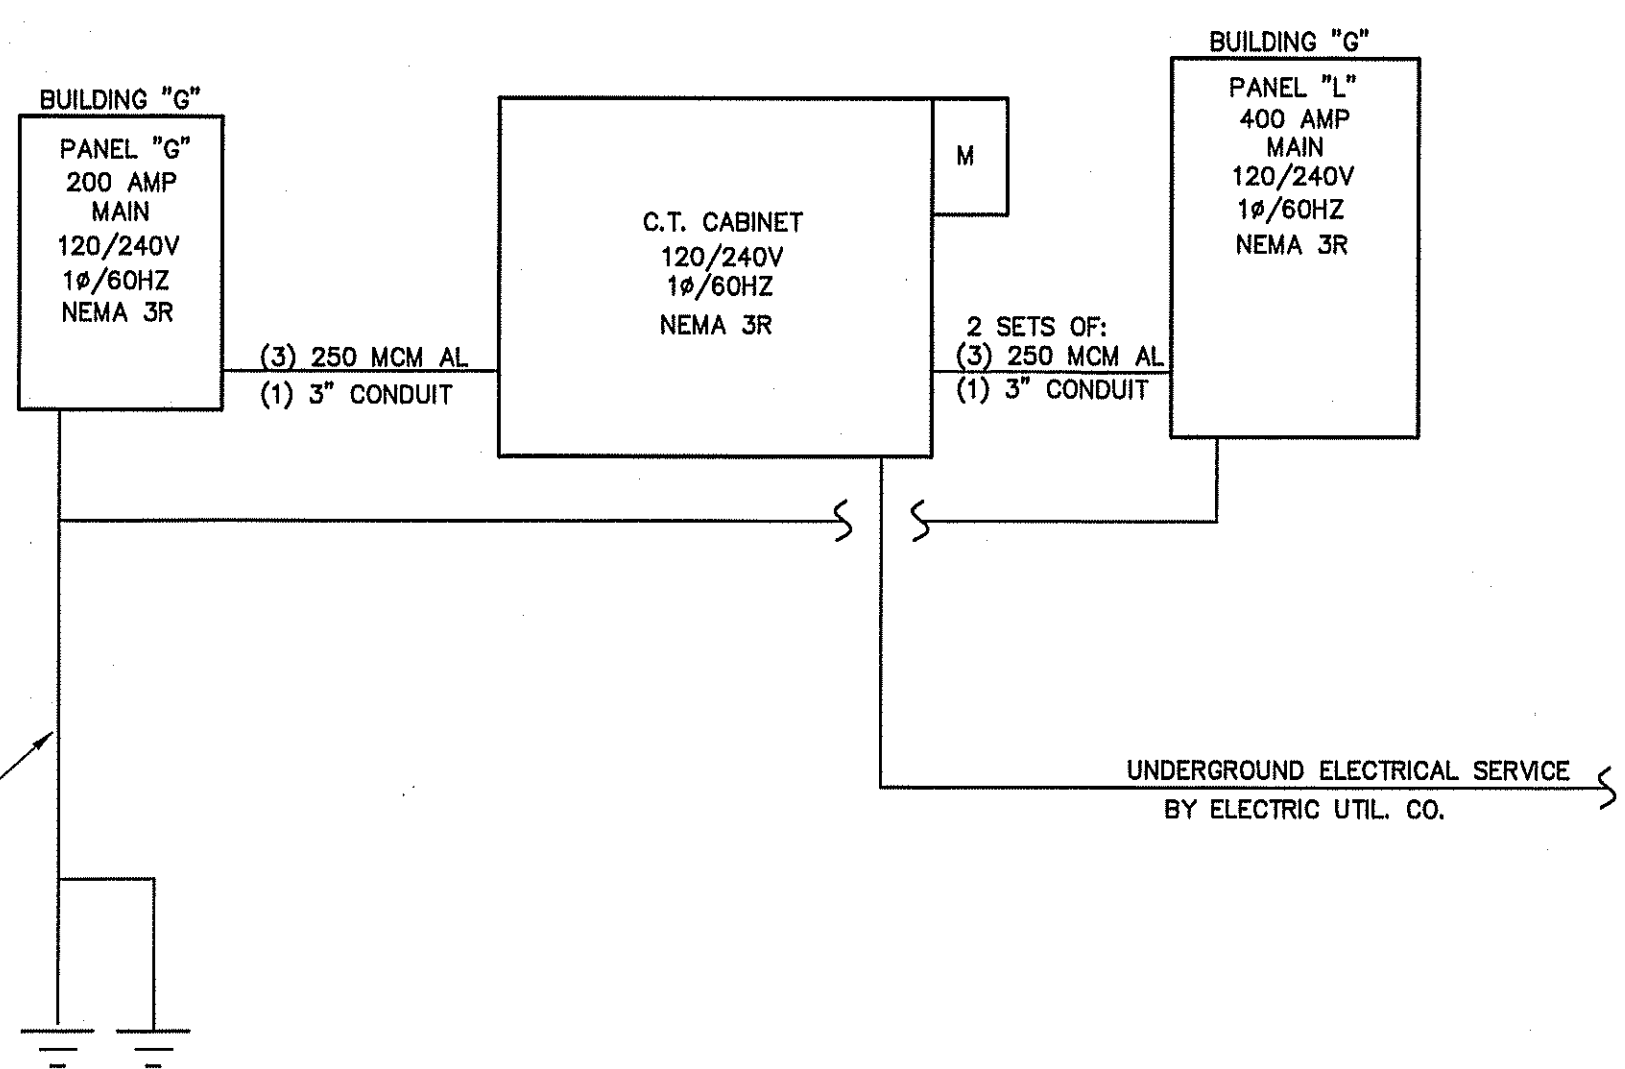 BUILDING "G"
PANEL "G"
200 AMP
MAIN
120/240V
1ø/60HZ
NEMA 3R
(3) 250 MCM AL
(1) 3" CONDUIT
C.T. CABINET
120/240V
1ø/60HZ
NEMA 3R
M
2 SETS OF:
(3) 250 MCM AL
(1) 3" CONDUIT
BUILDING "G"
PANEL "L"
400 AMP
MAIN
120/240V
1ø/60HZ
NEMA 3R
UNDERGROUND ELECTRICAL SERVICE
BY ELECTRIC UTIL. CO.